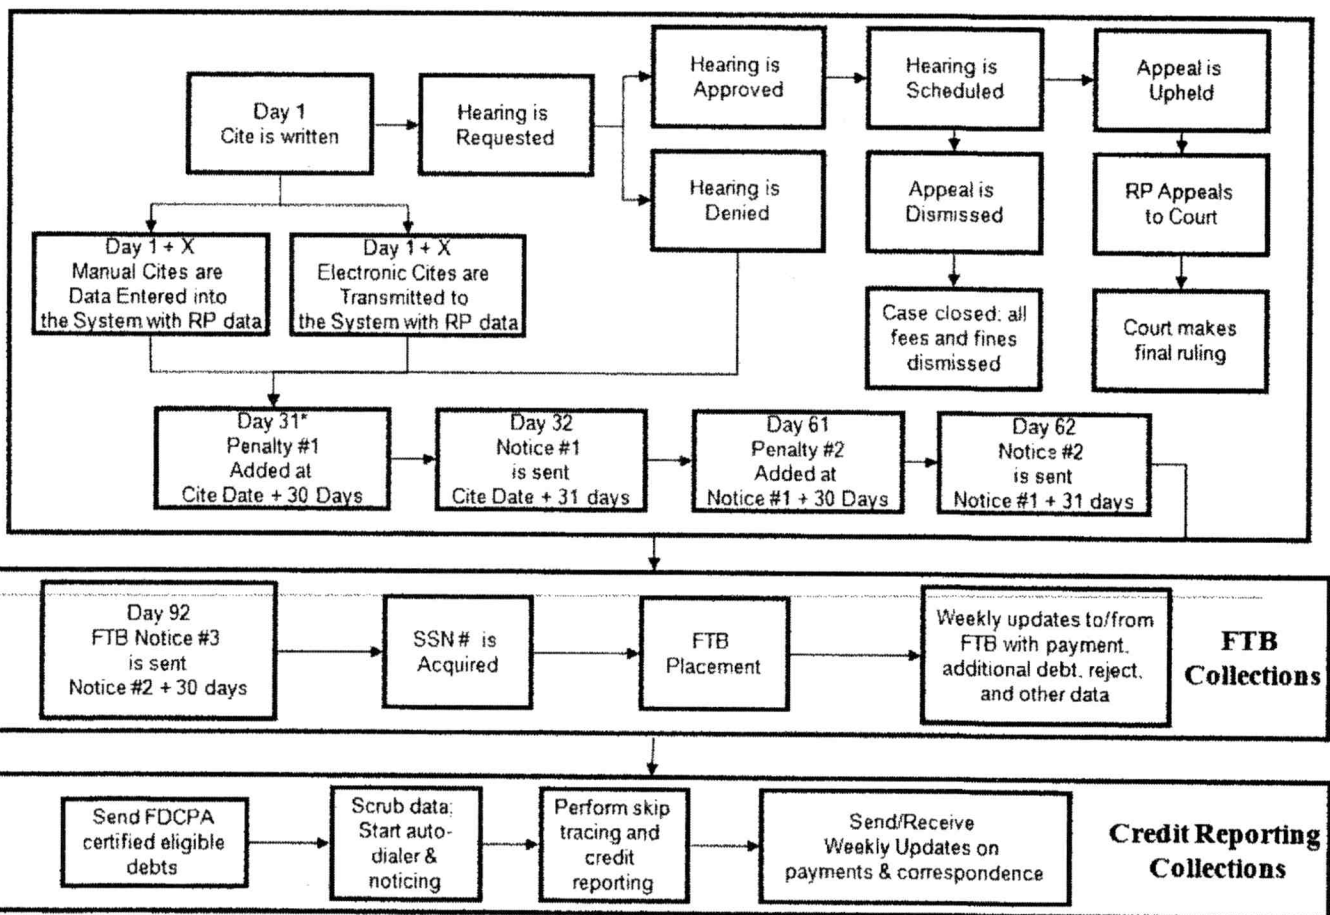 Day 1
Cite is written
Hearing is
Requested
Hearing is
Approved
Hearing is
Scheduled
Appeal is
Upheld
Hearing is
Denied
Appeal is
Dismissed
RP Appeals
to Court
Day 1 + X
Manual Cites are
Data Entered into
the System with RP data
Day 1 + X
Electronic Cites are
Transmitted to
the System with RP data
Case closed; all
fees and fines
dismissed
Court makes
final ruling
Day 31*
Penalty #1
Added at
Cite Date + 30 Days
Day 32
Notice #1
is sent
Cite Date + 31 days
Day 61
Penalty #2
Added at
Notice #1 + 30 Days
Day 62
Notice #2
is sent
Notice #1 + 31 days
Day 92
FTB Notice #3
is sent
Notice #2 + 30 days
SSN # is
Acquired
FTB
Placement
Weekly updates to/from
FTB with payment,
additional debt, reject,
and other data
FTB
Collections
Send FDCPA
certified eligible
debts
Scrub data;
Start auto-
dialer &
noticing
Perform skip
tracing and
credit
reporting
Send/Receive
Weekly Updates on
payments & correspondence
Credit Reporting
Collections